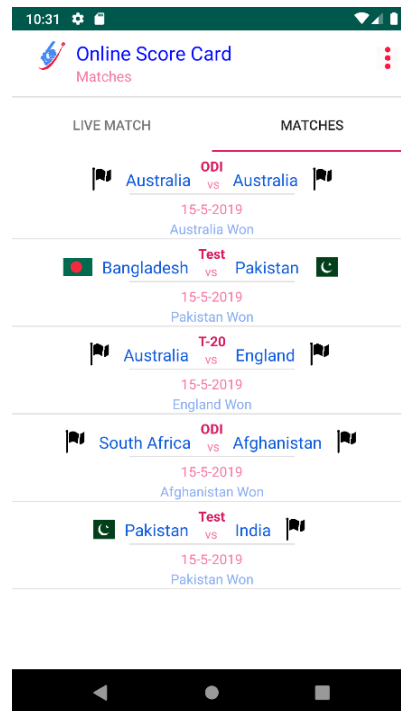 10:31
Online Score Card
Matches
LIVE MATCH MATCHES
ODI
Australia vs Australia
15-5-2019
Australia Won
Test
Bangladesh vs Pakistan
15-5-2019
Pakistan Won
T-20
Australia vs England
15-5-2019
England Won
ODI
South Africa vs Afghanistan
15-5-2019
Afghanistan Won
Test
Pakistan vs India
15-5-2019
Pakistan Won